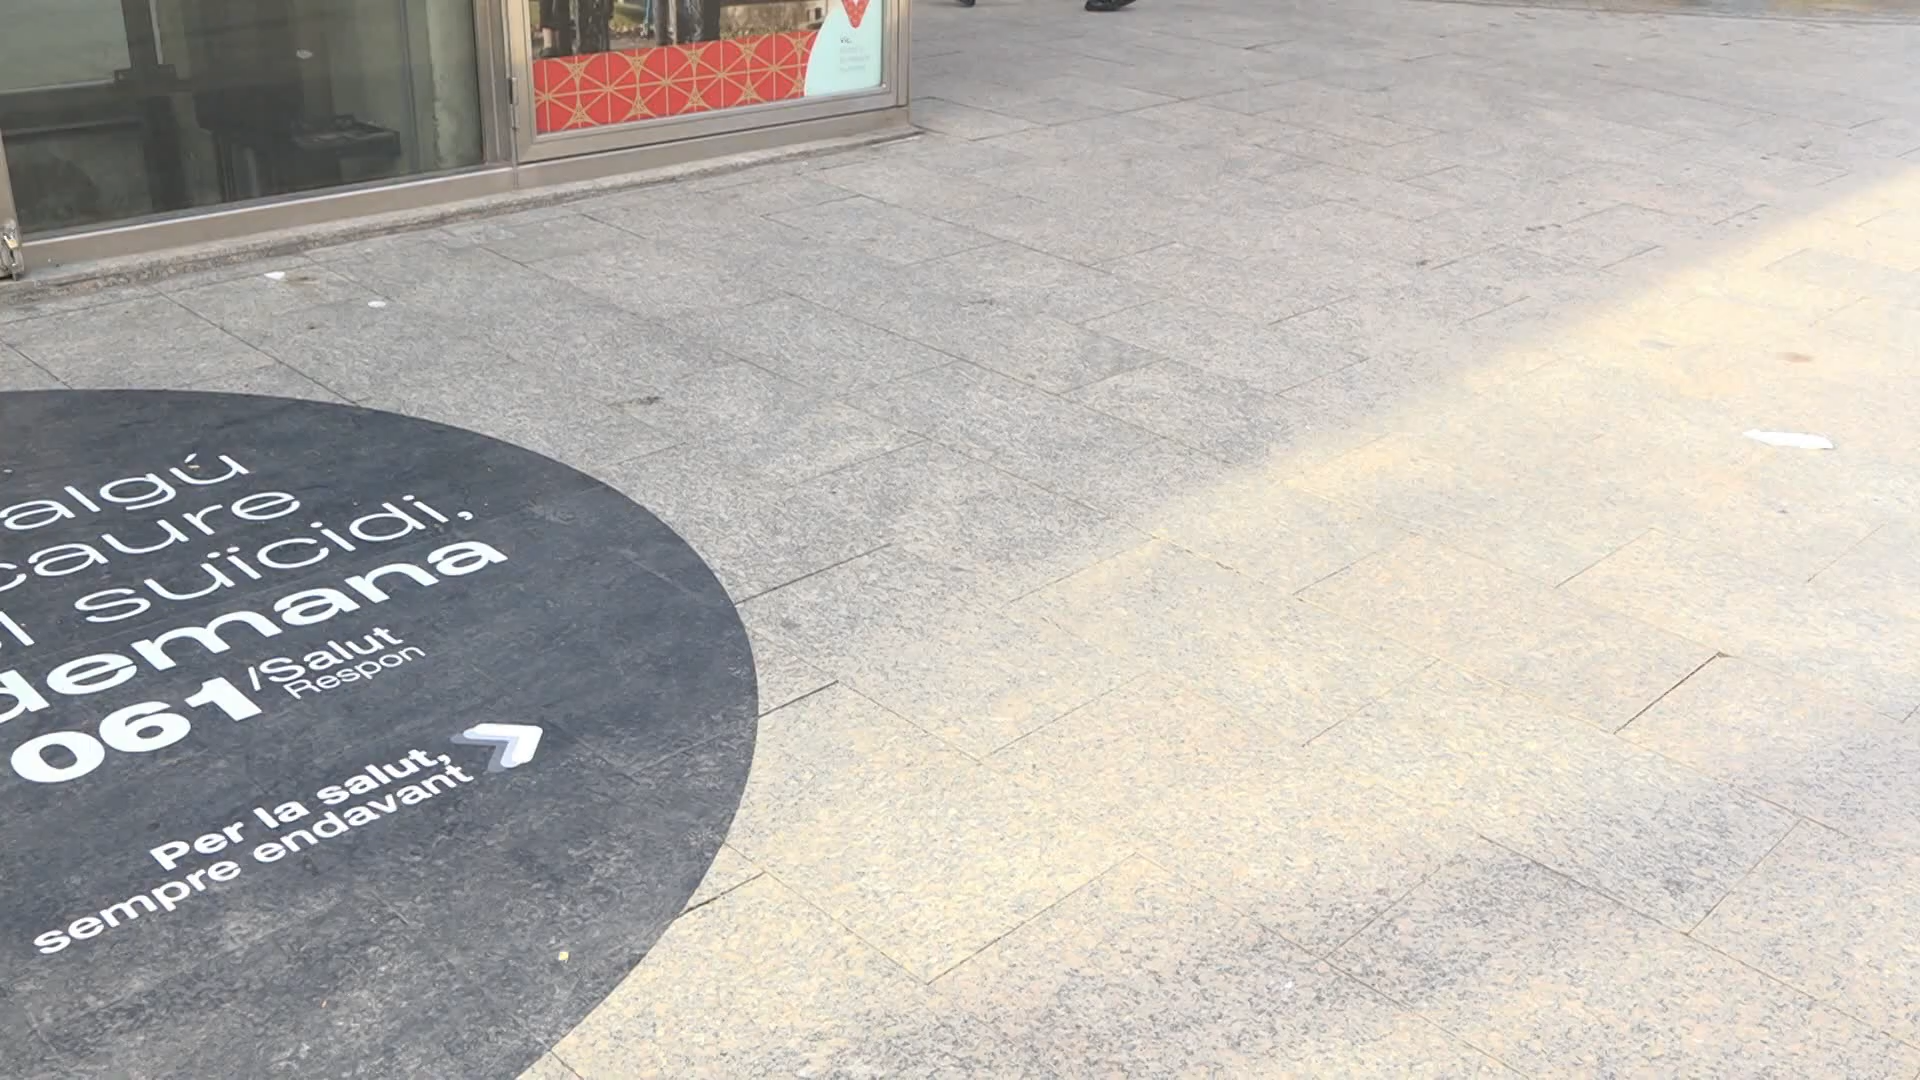 algú
caure
suïcidi,
demana
061/Salut
Respon
Per la salut,
sempre endavant